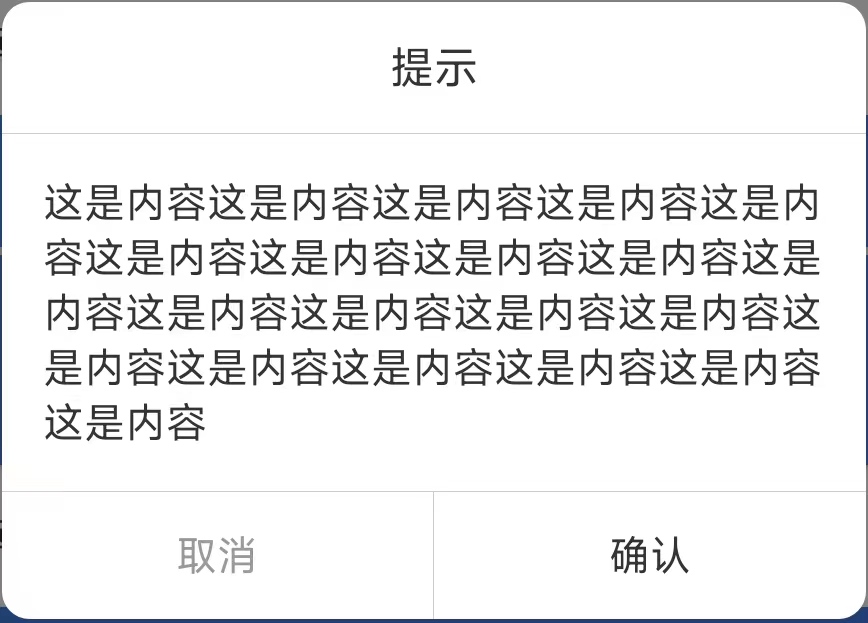 提示
这是内容这是内容这是内容这是内容这是内
容这是内容这是内容这是内容这是内容这是
内容这是内容这是内容这是内容这是内容这
是内容这是内容这是内容这是内容这是内容
这是内容
取消
确认